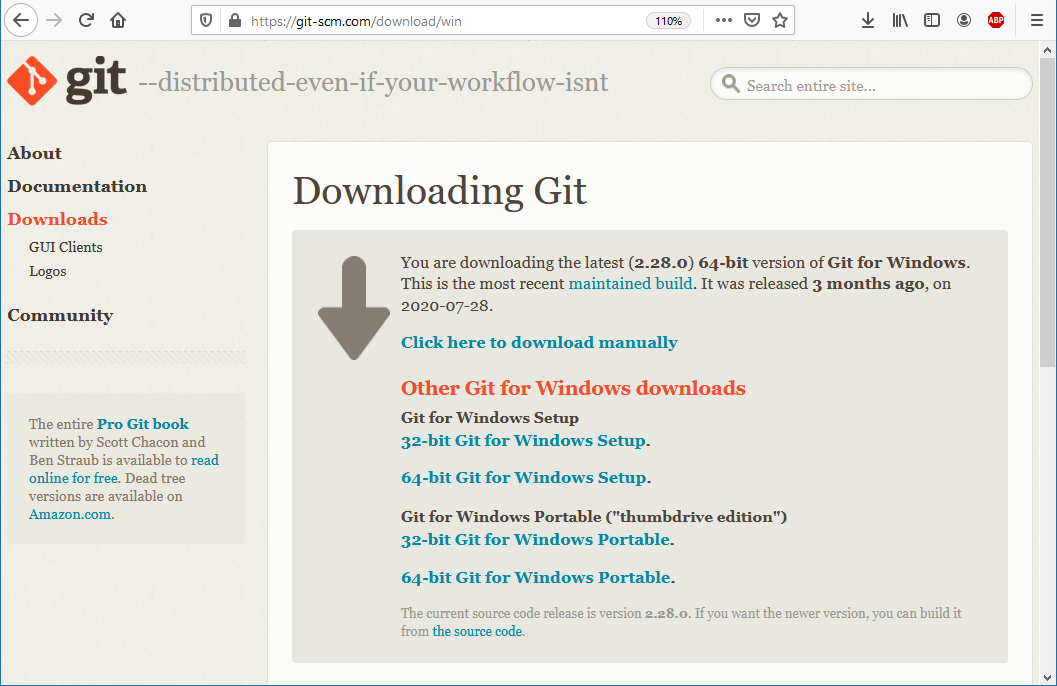 https://git-scm.com/download/win
110%
ABP
git --distributed-even-if-your-workflow-isnt
Search entire site...
About
Documentation
Downloads
GUI Clients
Logos
Community
The entire Pro Git book
written by Scott Chacon and
Ben Straub is available to read
online for free. Dead tree
versions are available on
Amazon.com.
Downloading Git
You are downloading the latest (2.28.0) 64-bit version of Git for Windows.
This is the most recent maintained build. It was released 3 months ago, on
2020-07-28.
Click here to download manually
Other Git for Windows downloads
Git for Windows Setup
32-bit Git for Windows Setup.
64-bit Git for Windows Setup.
Git for Windows Portable ("thumbdrive edition")
32-bit Git for Windows Portable.
64-bit Git for Windows Portable.
The current source code release is version 2.28.0. If you want the newer version, you can build it
from the source code.